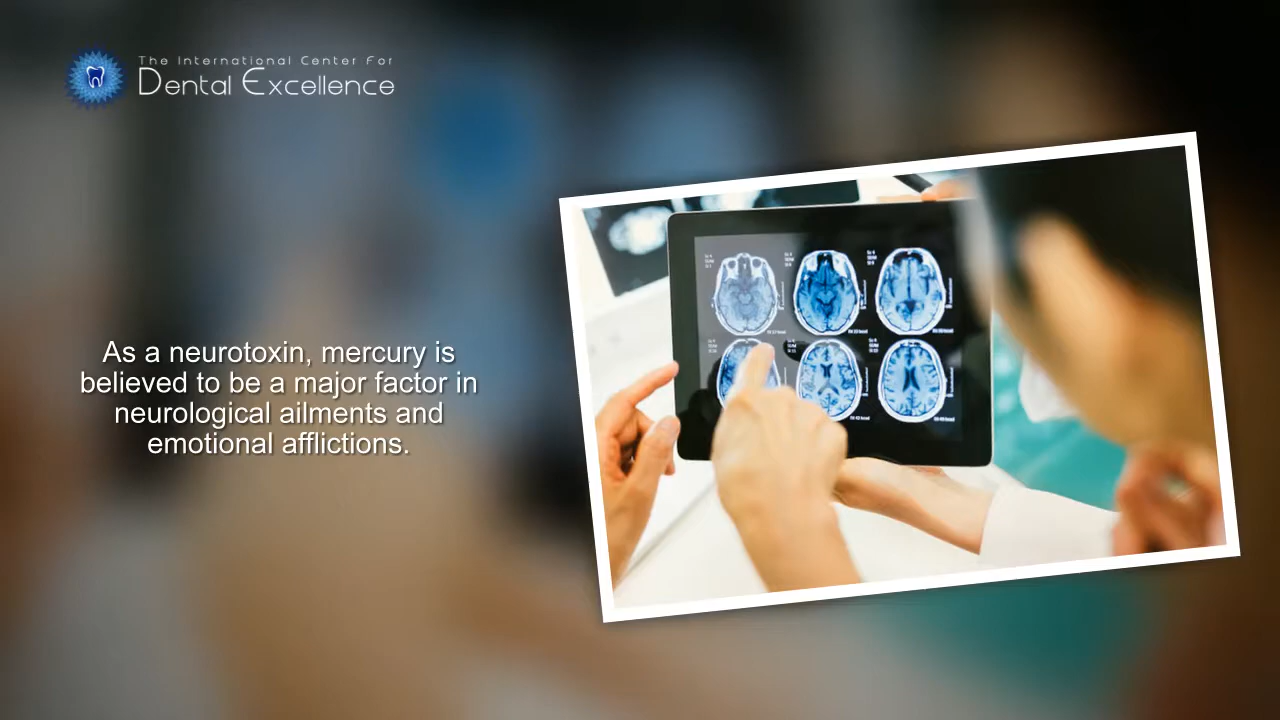 The International Center For
Dental Excellence
As a neurotoxin, mercury is
believed to be a major factor in
neurological ailments and
emotional afflictions.